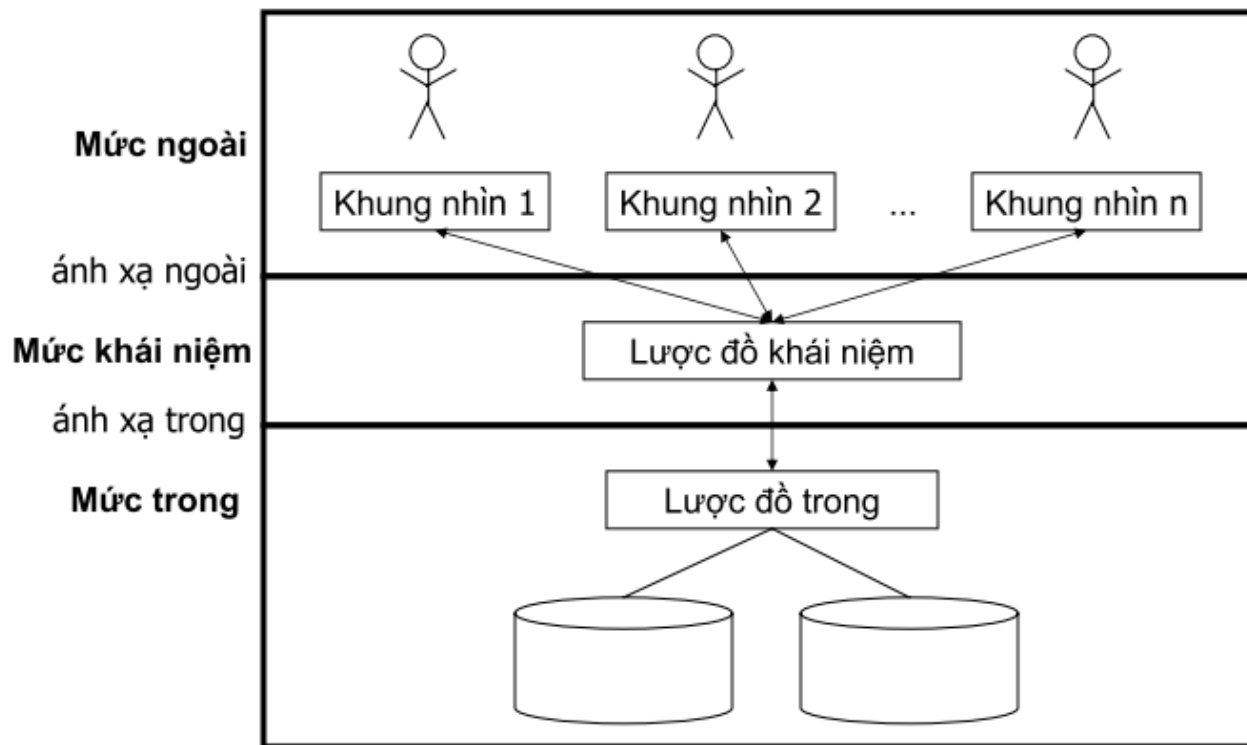 Mức ngoài
Khung nhìn 1
Khung nhìn 2
...
Khung nhìn n
ánh xạ ngoài
Mức khái niệm
Lược đồ khái niệm
ánh xạ trong
Mức trong
Lược đồ trong